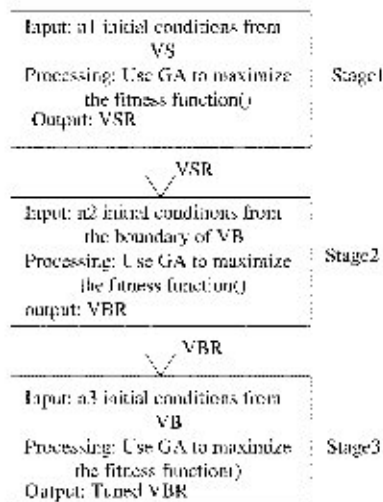 Input: n1 initial conditions from
VS
Processing: Use GA to maximize
the fitness function()
Output: VSR
Stage1
VSR
Input: n2 initial conditions from
the boundary of VB
Processing: Use GA to maximize
the fitness function()
output: VBR
Stage2
VBR
Input: n3 initial conditions from
VB
Processing: Use GA to maximize
the fitness function()
Output: Tuned VBR
Stage3